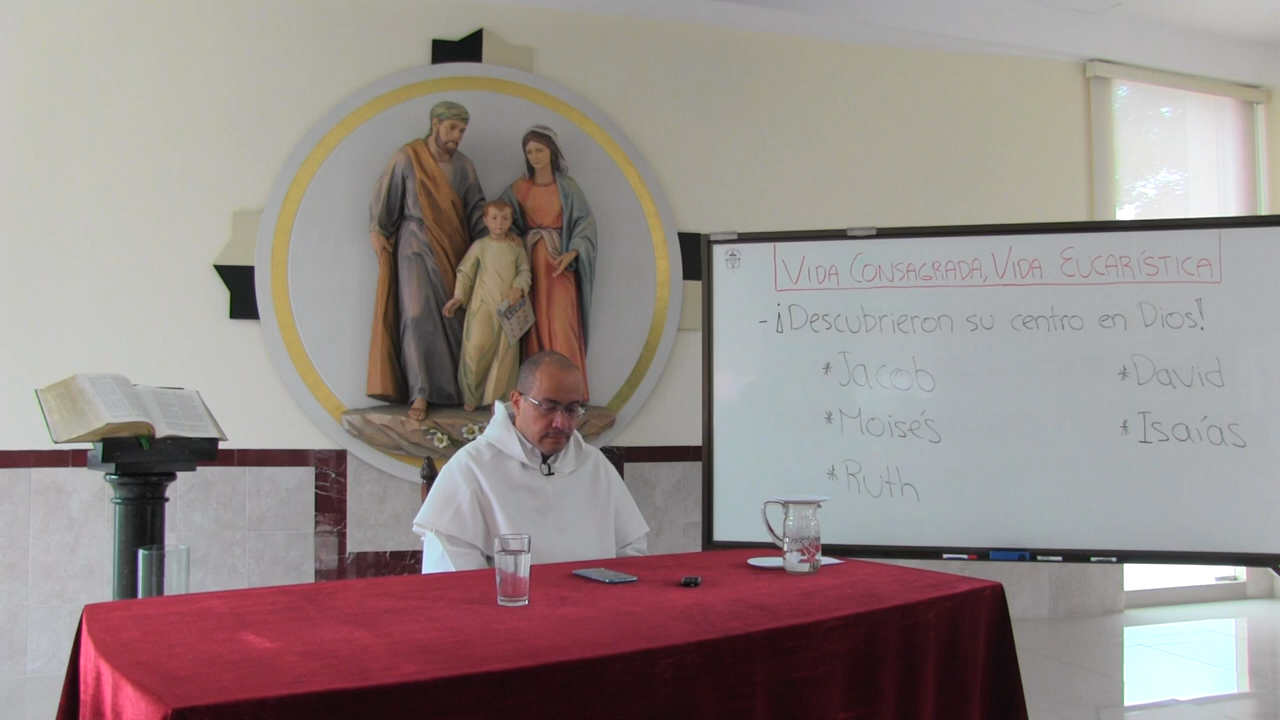 VIDA CONSAGRADA, VIDA EUCARÍSTICA
-¡Descubrieron su centro en Dios!
*Jacob
*Moisés
*Ruth
*David
*Isaías